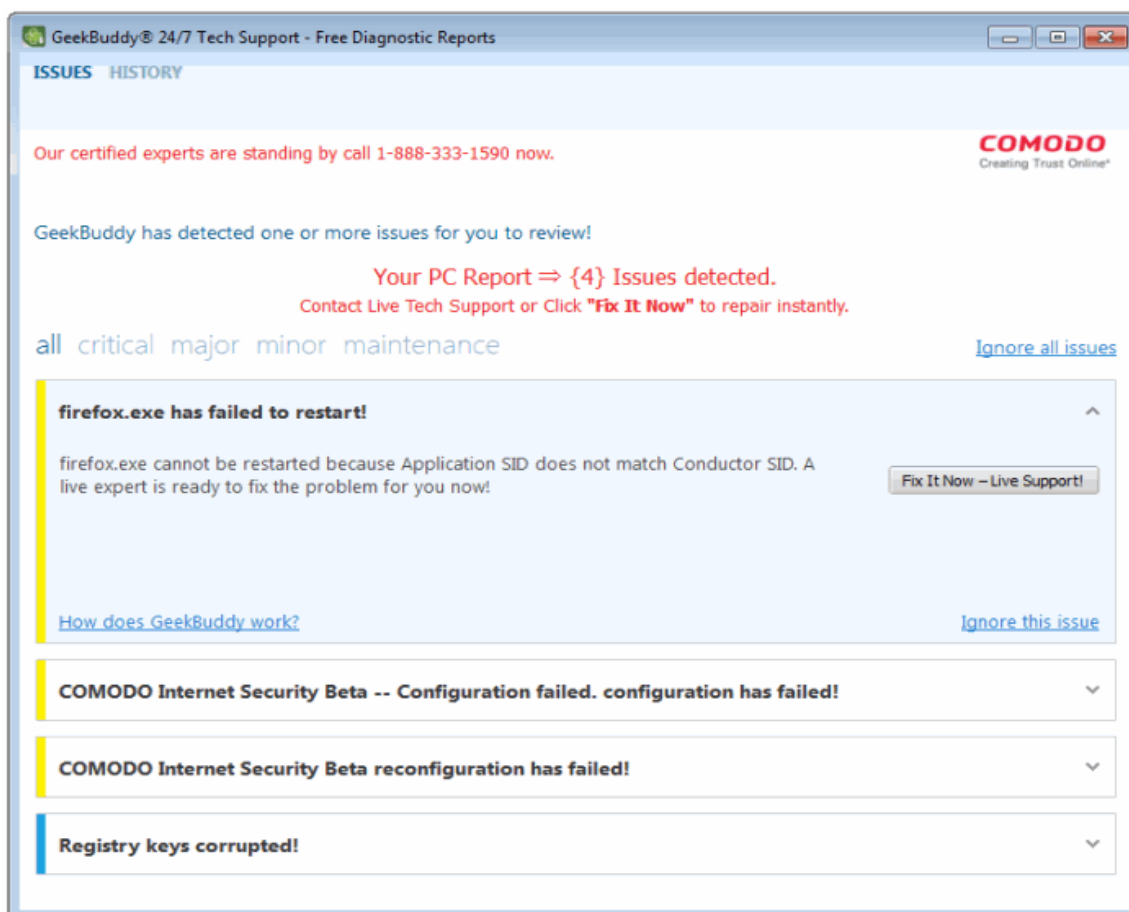 GeekBuddy® 24/7 Tech Support - Free Diagnostic Reports
ISSUES HISTORY
Our certified experts are standing by call 1-888-333-1590 now.
COMODO
Creating Trust Online®
GeekBuddy has detected one or more issues for you to review!
Your PC Report ⇒ {4} Issues detected.
Contact Live Tech Support or Click "Fix It Now" to repair instantly.
all critical major minor maintenance
Ignore all issues
firefox.exe has failed to restart!
firefox.exe cannot be restarted because Application SID does not match Conductor SID. A
live expert is ready to fix the problem for you now!
Fix It Now – Live Support!
How does GeekBuddy work?
Ignore this issue
COMODO Internet Security Beta -- Configuration failed. configuration has failed!
COMODO Internet Security Beta reconfiguration has failed!
Registry keys corrupted!